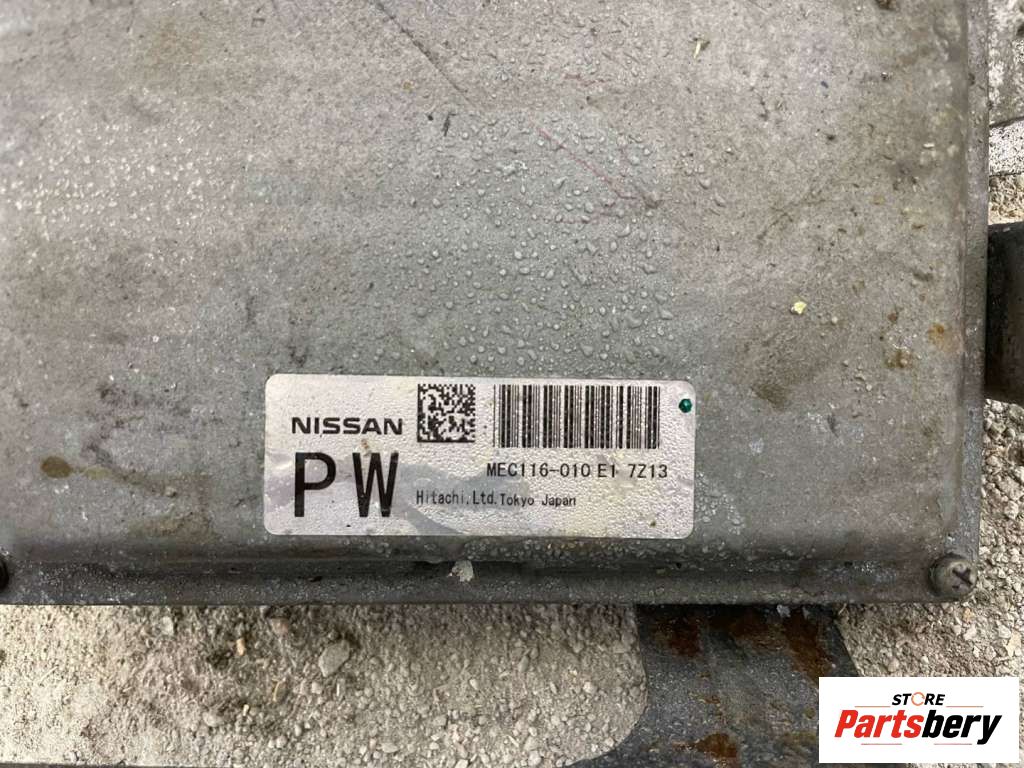 NISSAN
PW
MEC116-010 E1 7Z13
Hitachi,Ltd.Tokyo Japan
STORE
Partsbery